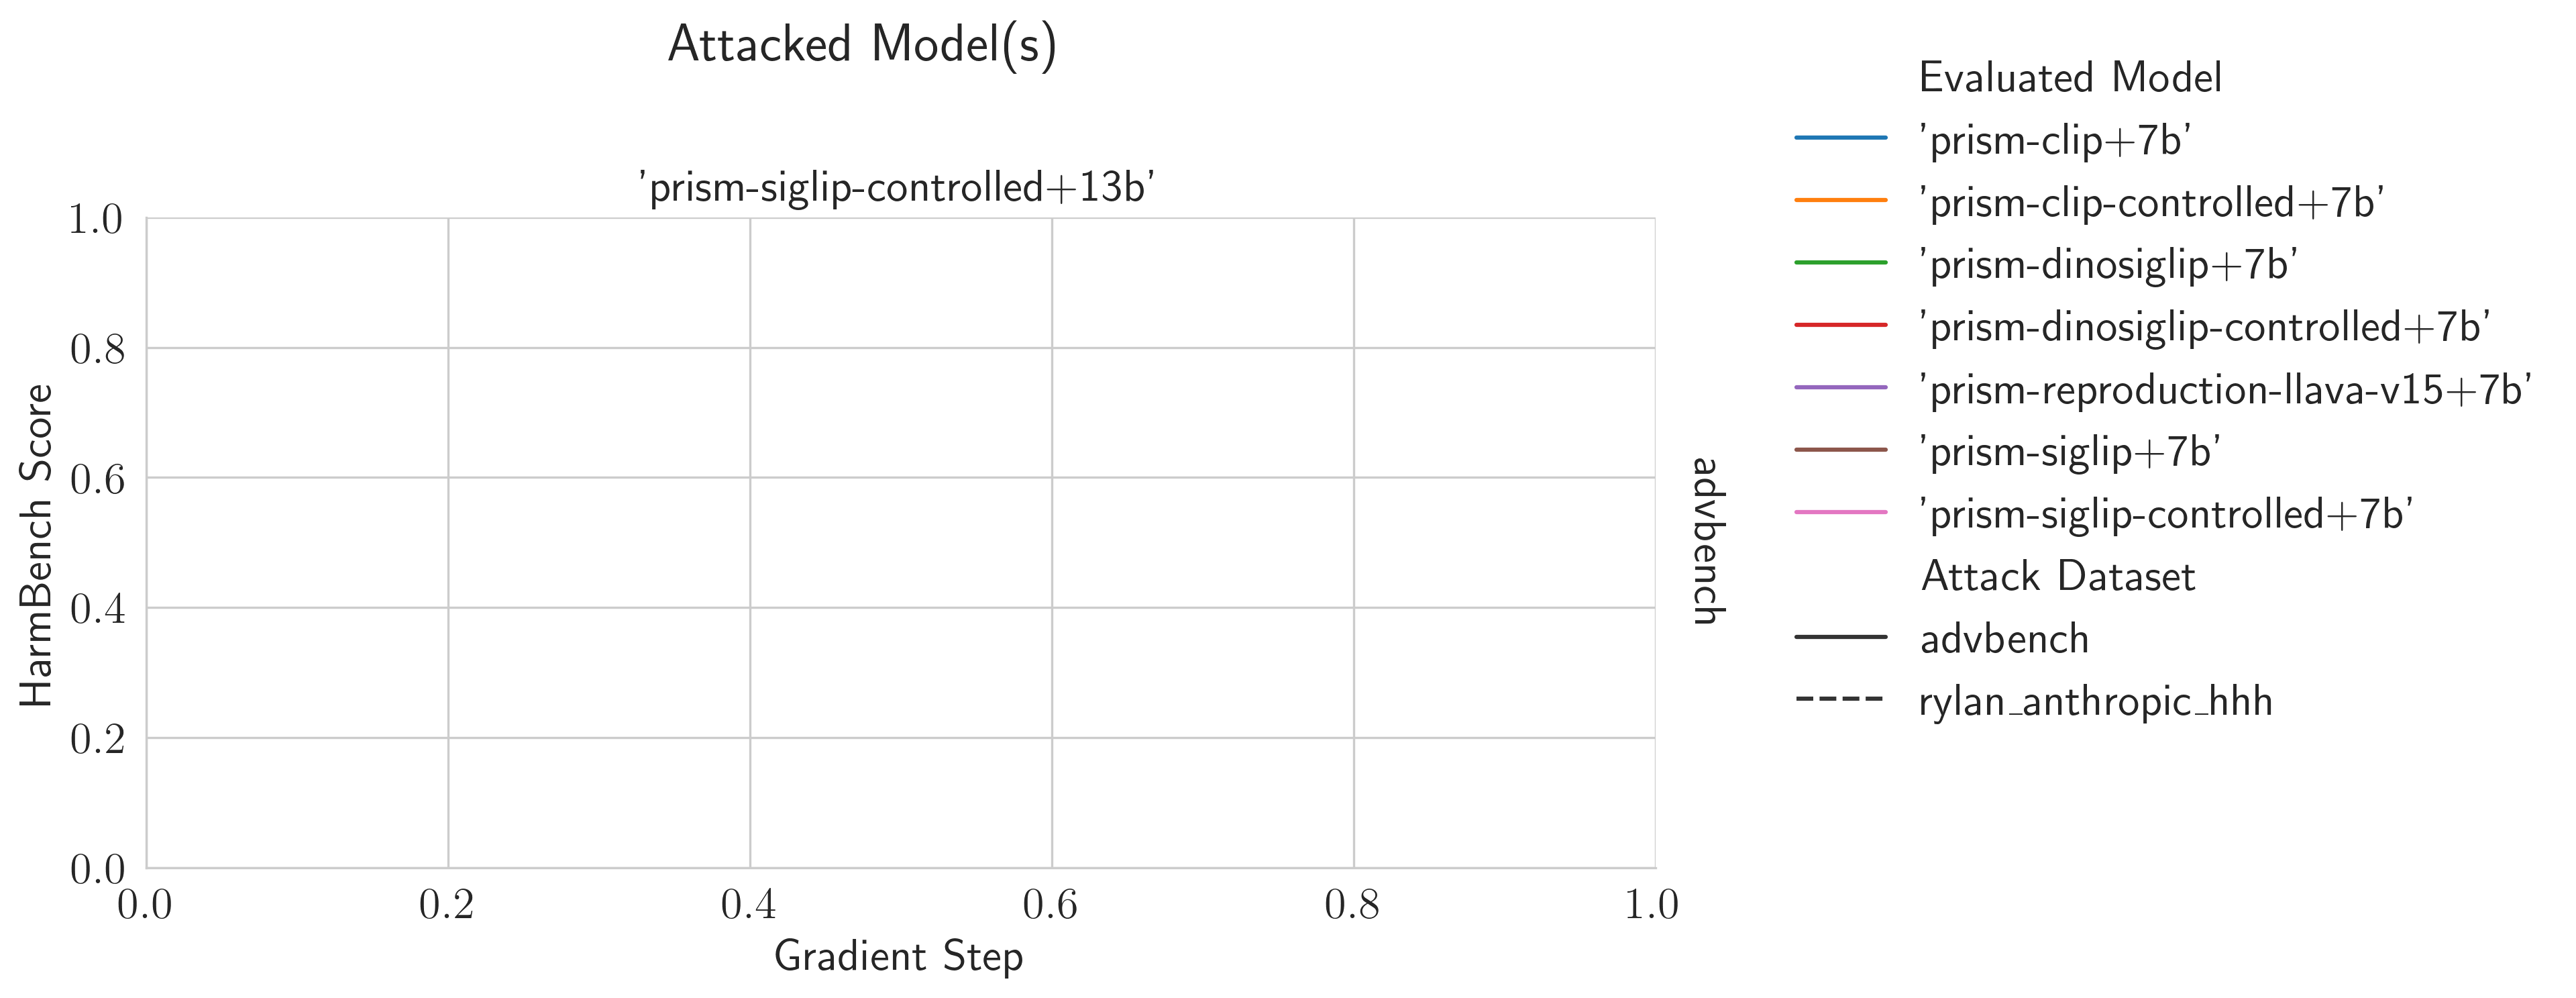 Attacked Model(s)
'prism-siglip-controlled+13b'
1.0
0.8
0.6
0.4
0.2
0.0
HarmBench Score
0.0 0.2 0.4 0.6 0.8 1.0
Gradient Step
advbench
Evaluated Model
'prism-clip+7b'
'prism-clip-controlled+7b'
'prism-dinosiglip+7b'
'prism-dinosiglip-controlled+7b'
'prism-reproduction-llava-v15+7b'
'prism-siglip+7b'
'prism-siglip-controlled+7b'
Attack Dataset
advbench
rylan_anthropic_hhh